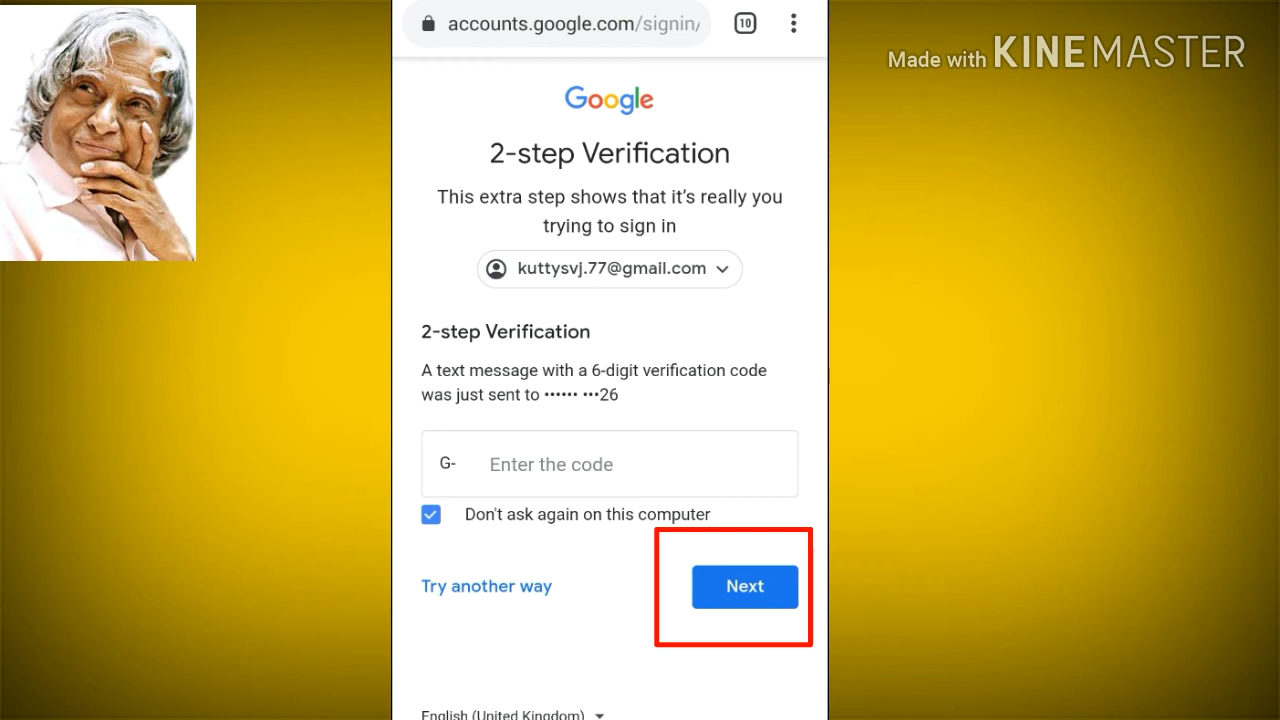 accounts.google.com/signin/
10
Made with KINEMASTER
Google
2-step Verification
This extra step shows that it's really you
trying to sign in
kuttysvj.77@gmail.com
2-step Verification
A text message with a 6-digit verification code
was just sent to •••••• •••26
G- Enter the code
Don't ask again on this computer
Try another way
Next
English (United Kingdom)